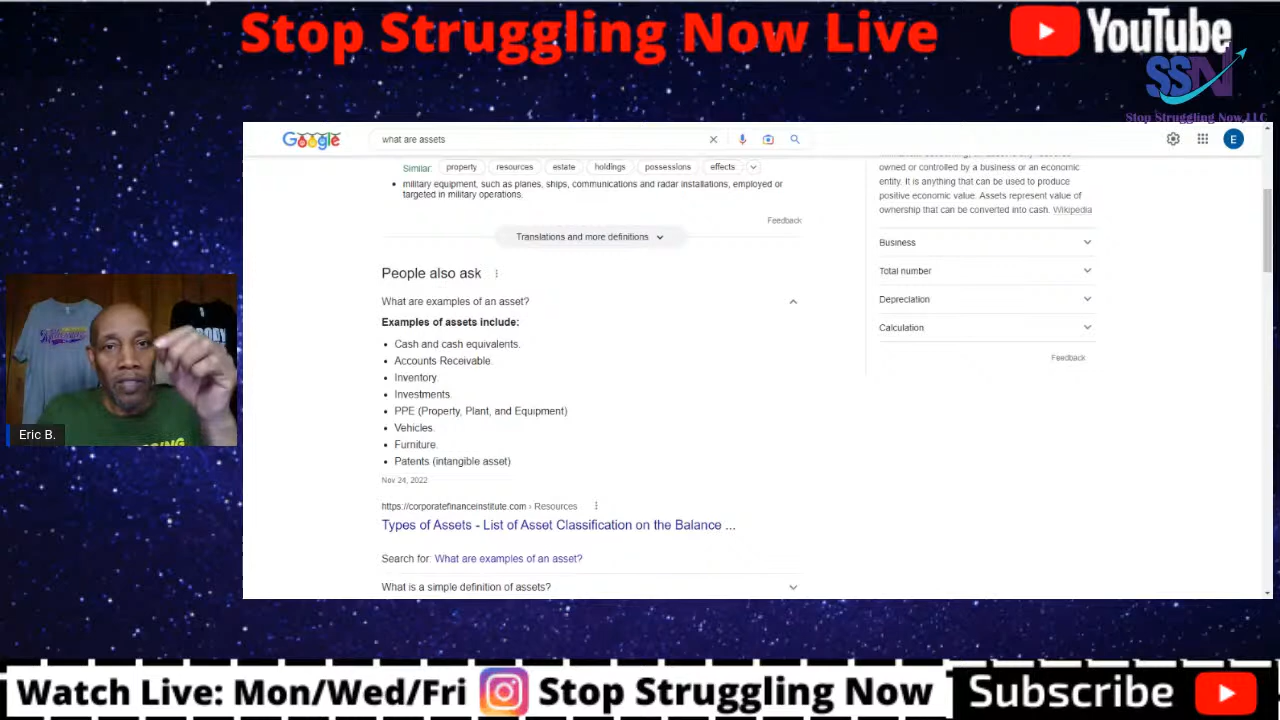 Stop Struggling Now Live
YouTube
SSN
Stop Struggling Now,LLC
Google
what are assets
E
Similar:
property
resources
estate
holdings
possessions
effects
military equipment, such as planes, ships, communications and radar installations, employed or
targeted in military operations.
Feedback
Translations and more definitions
owned or controlled by a business or an economic
entity. It is anything that can be used to produce
positive economic value. Assets represent value of
ownership that can be converted into cash. Wikipedia
Business
Total number
Depreciation
Calculation
Feedback
People also ask
What are examples of an asset?
Examples of assets include:
Cash and cash equivalents.
Accounts Receivable.
Inventory.
Investments.
PPE (Property, Plant, and Equipment)
Vehicles.
Furniture.
Patents (intangible asset)
Nov 24, 2022
https://corporatefinanceinstitute.com › Resources
Types of Assets - List of Asset Classification on the Balance ...
Search for: What are examples of an asset?
What is a simple definition of assets?
Eric B.
Watch Live: Mon/Wed/Fri
Stop Struggling Now
Subscribe